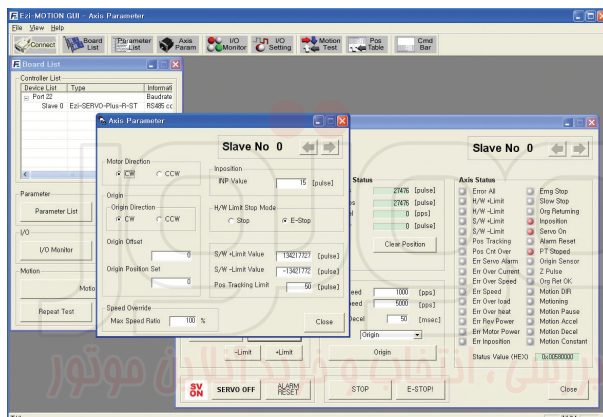 Ezi-MOTION GUI - Axis Parameter
File View Help
Connect
Board List
Parameter List
Axis Param
I/O Monitor
I/O Setting
Motion Test
Pos Table
Cmd Bar
Board List
Controller List
Device List Type Informati
Port 22 Baudrate
Slave 0 Ezi-SERVO-Plus-R-ST RS485 cc
Parameter
Parameter List
I/O
I/O Monitor
Motion
Motio
Repeat Test
Axis Parameter
Slave No 0
Motor Direction
CW CCW
Origin
Origin Direction
CW CCW
Origin Offset
0
Origin Position Set
0
Speed Override
Max Speed Ratio 100 %
Inposition
INP Value 15 [pulse]
H/W Limit Stop Mode
Stop E-Stop
S/W +Limit Value 134217727 [pulse]
S/W -Limit Value [pulse]
Pos Tracking Limit 50 [pulse]
Close
Slave No 0
Status
27476 [pulse]
27476 [pulse]
0 [pps]
0 [pulse]
Clear Position
1000 [pps]
5000 [pps]
50 [msec]
Origin
-Limit +Limit Origin
Axis Status
Error All Emg Stop
H/W +Limit Slow Stop
H/W -Limit Org Returning
S/W +Limit Inposition
S/W -Limit Servo On
Pos Tracking Alarm Reset
Pos Cnt Over PT Stoped
Err Servo Alarm Origin Sensor
Err Over Current Z Pulse
Err Over Speed Org Ret OK
Err Speed Motion DIR
Err Over load Motioning
Err Over heat Motion Pause
Err Rev Power Motion Accel
Err Motor Power Motion Decel
Err Inposition Motion Constant
Status Value (HEX) 0x00580000
SV ON SERVO OFF ALARM RESET STOP E-STOP! Close
بررسی، انتخاب و خرید آنلاین موتور